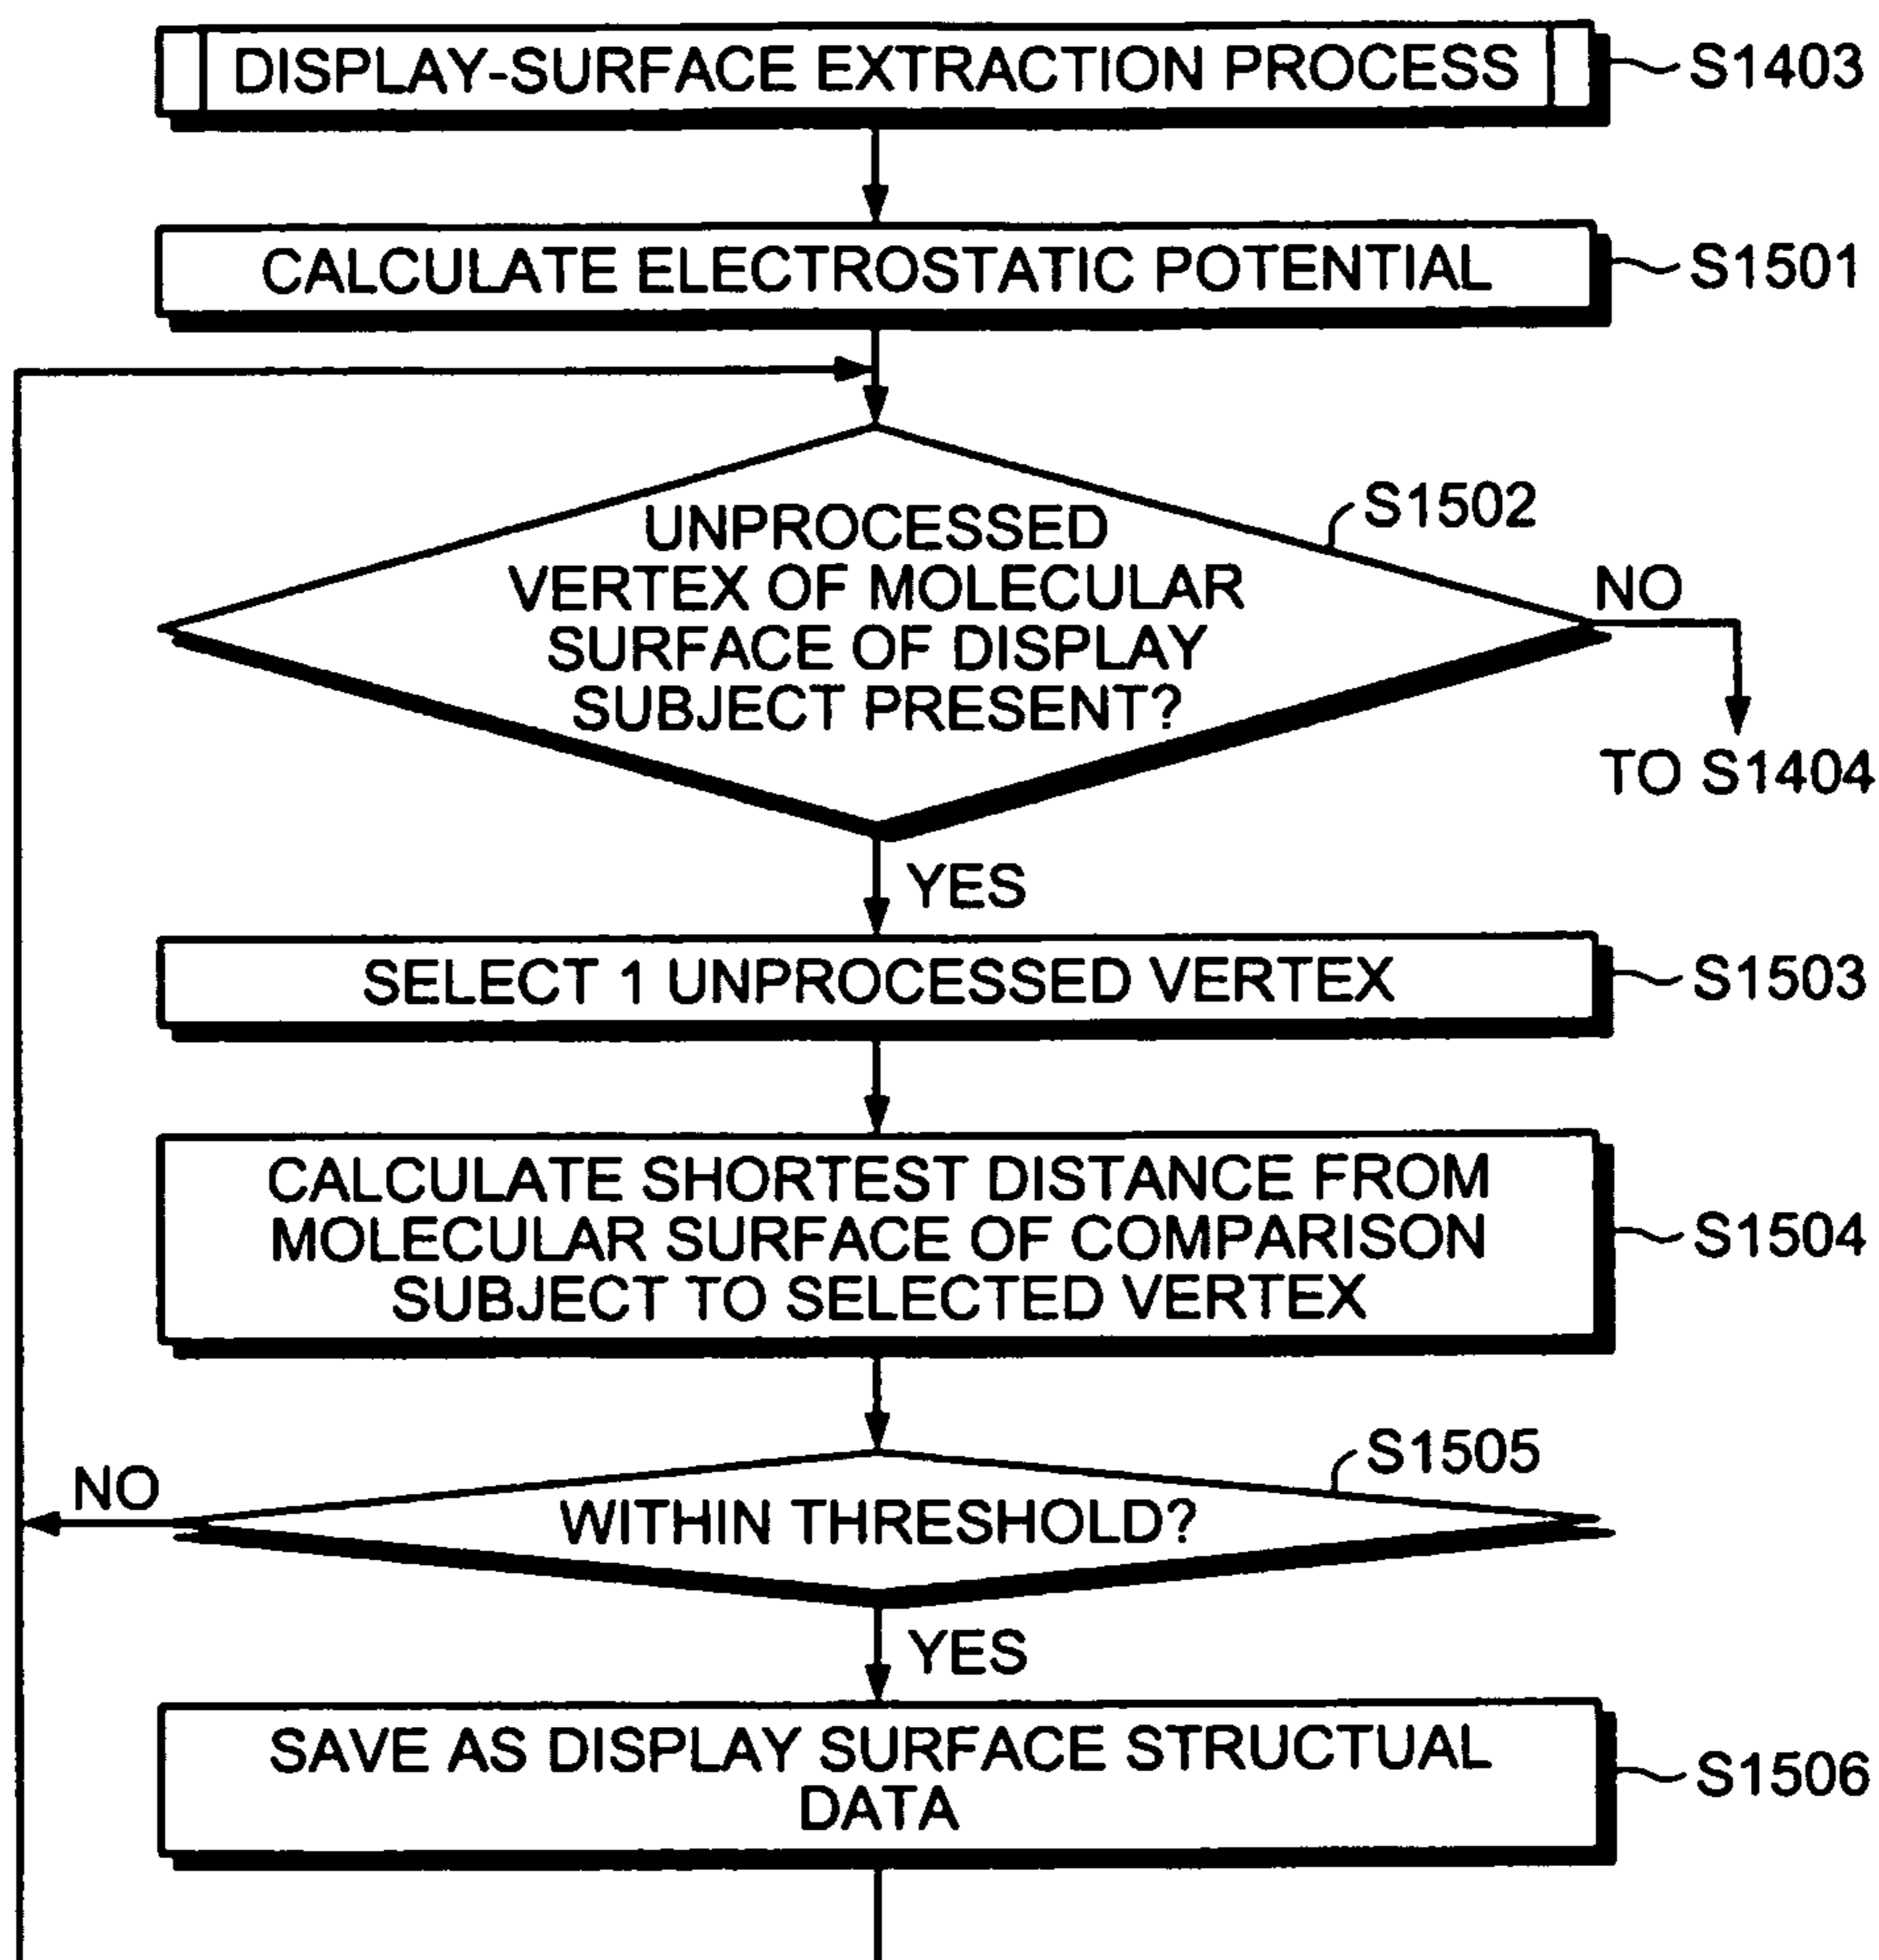 DISPLAY-SURFACE EXTRACTION PROCESS
S1403
CALCULATE ELECTROSTATIC POTENTIAL
S1501
UNPROCESSED
VERTEX OF MOLECULAR
SURFACE OF DISPLAY
SUBJECT PRESENT?
S1502
NO
TO S1404
YES
SELECT 1 UNPROCESSED VERTEX
S1503
CALCULATE SHORTEST DISTANCE FROM
MOLECULAR SURFACE OF COMPARISON
SUBJECT TO SELECTED VERTEX
S1504
WITHIN THRESHOLD?
S1505
NO
YES
SAVE AS DISPLAY SURFACE STRUCTUAL
DATA
S1506